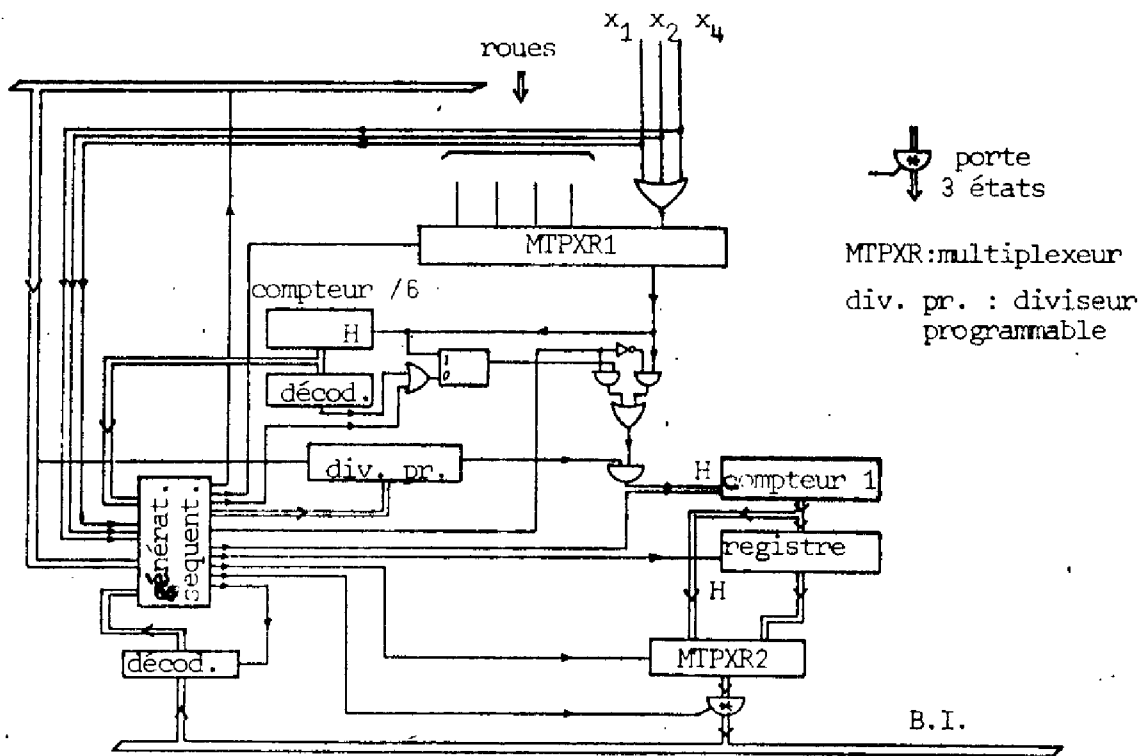 x1 x2 x4
roues
porte
3 états
MTPXR1
MTPXR:multiplexeur
compteur /6
div. pr. : diviseur
programmable
H
1
0
décod.
div. pr.
H
compteur 1
générat.
séquent.
registre
H
décod.
MTPXR2
B.I.